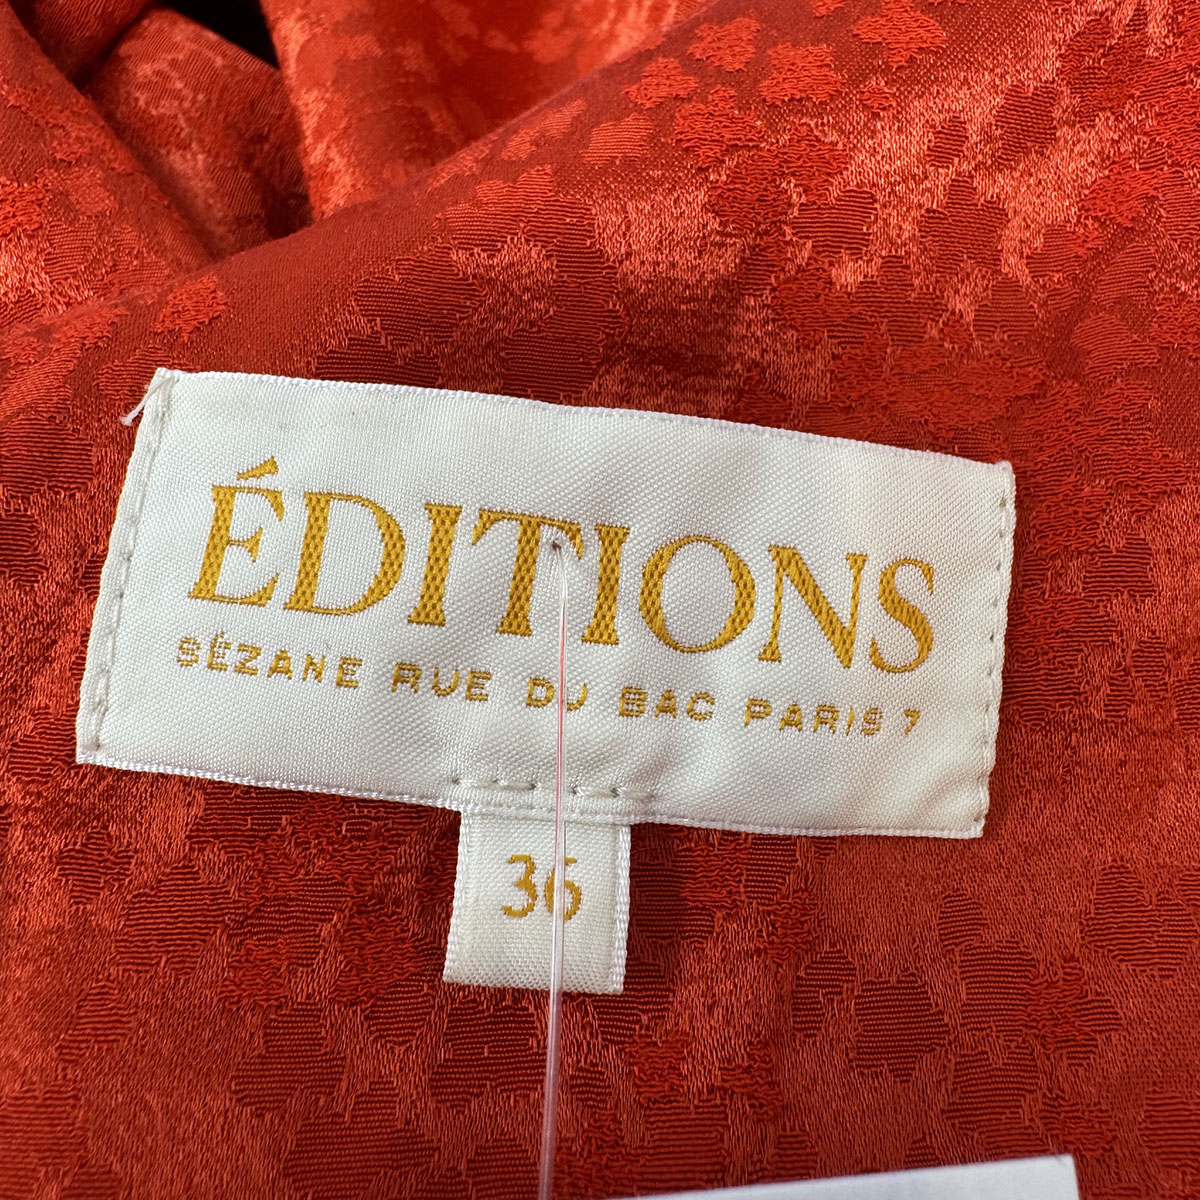 ÉDITIONS
SÉZANE RUE DU BAC PARIS 7
36